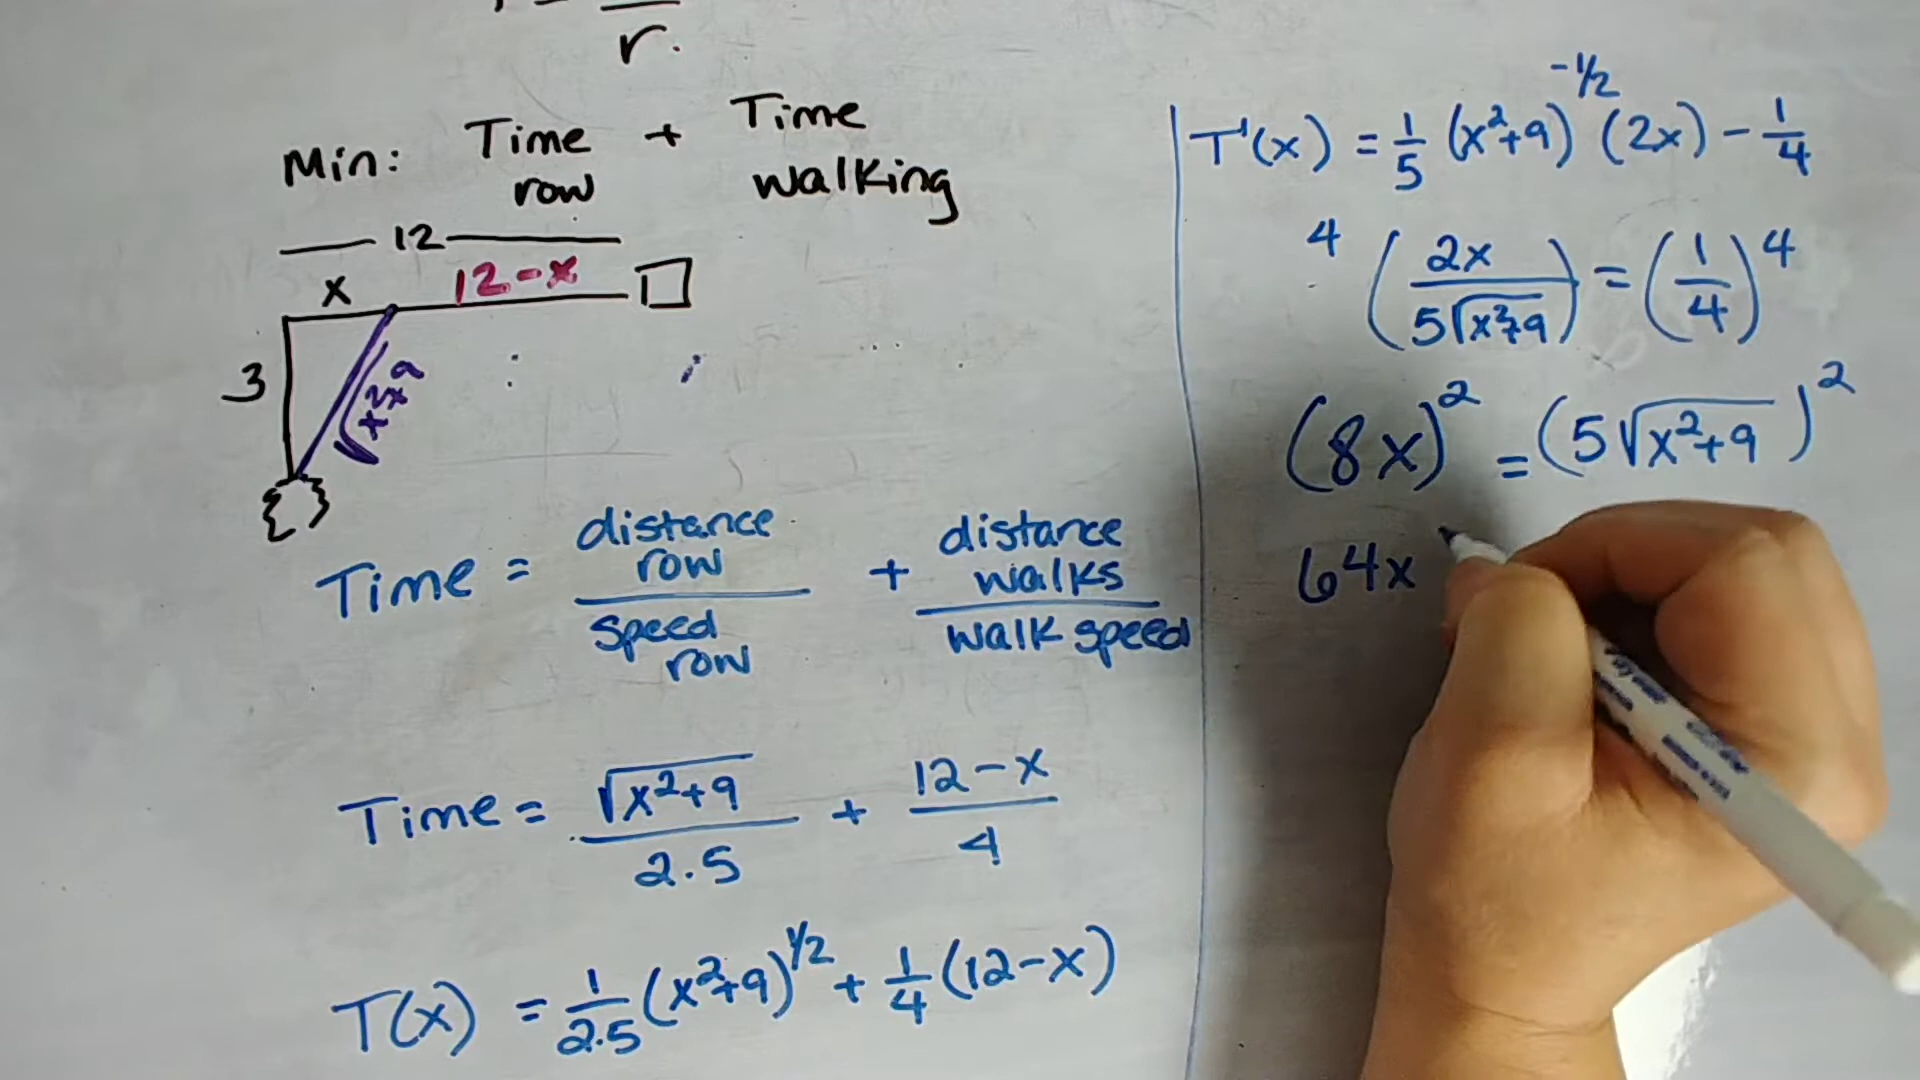 r.
Min: Time row + Time walking
12
x 12-x
3
√x²+9
Time = distance row / speed row + distance walks / walk speed
Time = √x²+9 / 2.5 + 12-x / 4
T(x) = 1/2.5 (x²+9)^1/2 + 1/4 (12-x)
T'(x) = 1/5 (x²+9)^-1/2 (2x) - 1/4
4 (2x / 5√x²+9) = (1/4) 4
(8x)² = (5√x²+9)²
64x